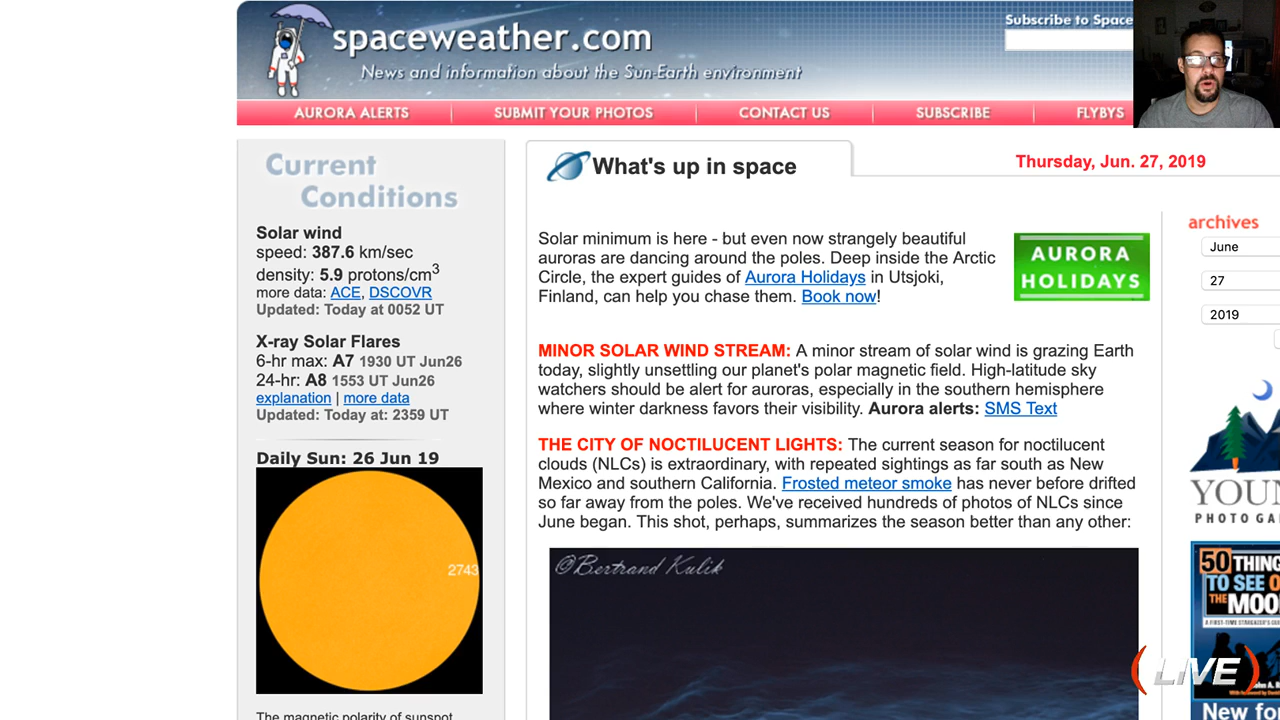 spaceweather.com
News and information about the Sun-Earth environment
Subscribe to Space
AURORA ALERTS
SUBMIT YOUR PHOTOS
CONTACT US
SUBSCRIBE
FLYBYS
Current
Conditions
Solar wind
speed: 387.6 km/sec
density: 5.9 protons/cm3
more data: ACE, DSCOVR
Updated: Today at 0052 UT
X-ray Solar Flares
6-hr max: A7 1930 UT Jun26
24-hr: A8 1553 UT Jun26
explanation | more data
Updated: Today at: 2359 UT
Daily Sun: 26 Jun 19
2743
The magnetic polarity of sunspot
What's up in space
Thursday, Jun. 27, 2019
Solar minimum is here - but even now strangely beautiful
auroras are dancing around the poles. Deep inside the Arctic
Circle, the expert guides of Aurora Holidays in Utsjoki,
Finland, can help you chase them. Book now!
AURORA
HOLIDAYS
MINOR SOLAR WIND STREAM: A minor stream of solar wind is grazing Earth
today, slightly unsettling our planet's polar magnetic field. High-latitude sky
watchers should be alert for auroras, especially in the southern hemisphere
where winter darkness favors their visibility. Aurora alerts: SMS Text
THE CITY OF NOCTILUCENT LIGHTS: The current season for noctilucent
clouds (NLCs) is extraordinary, with repeated sightings as far south as New
Mexico and southern California. Frosted meteor smoke has never before drifted
so far away from the poles. We've received hundreds of photos of NLCs since
June began. This shot, perhaps, summarizes the season better than any other:
©Bertrand Kulik
archives
June
27
2019
YOUN
PHOTO GA
50 THING
TO SEE O
THE MOO
A FIRST-TIME STARGAZER'S
John A.
(LIVE)
New for